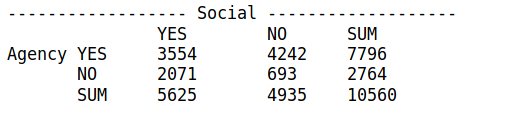 ------------------ Social -------------------
YES NO SUM
Agency YES 3554 4242 7796
NO 2071 693 2764
SUM 5625 4935 10560